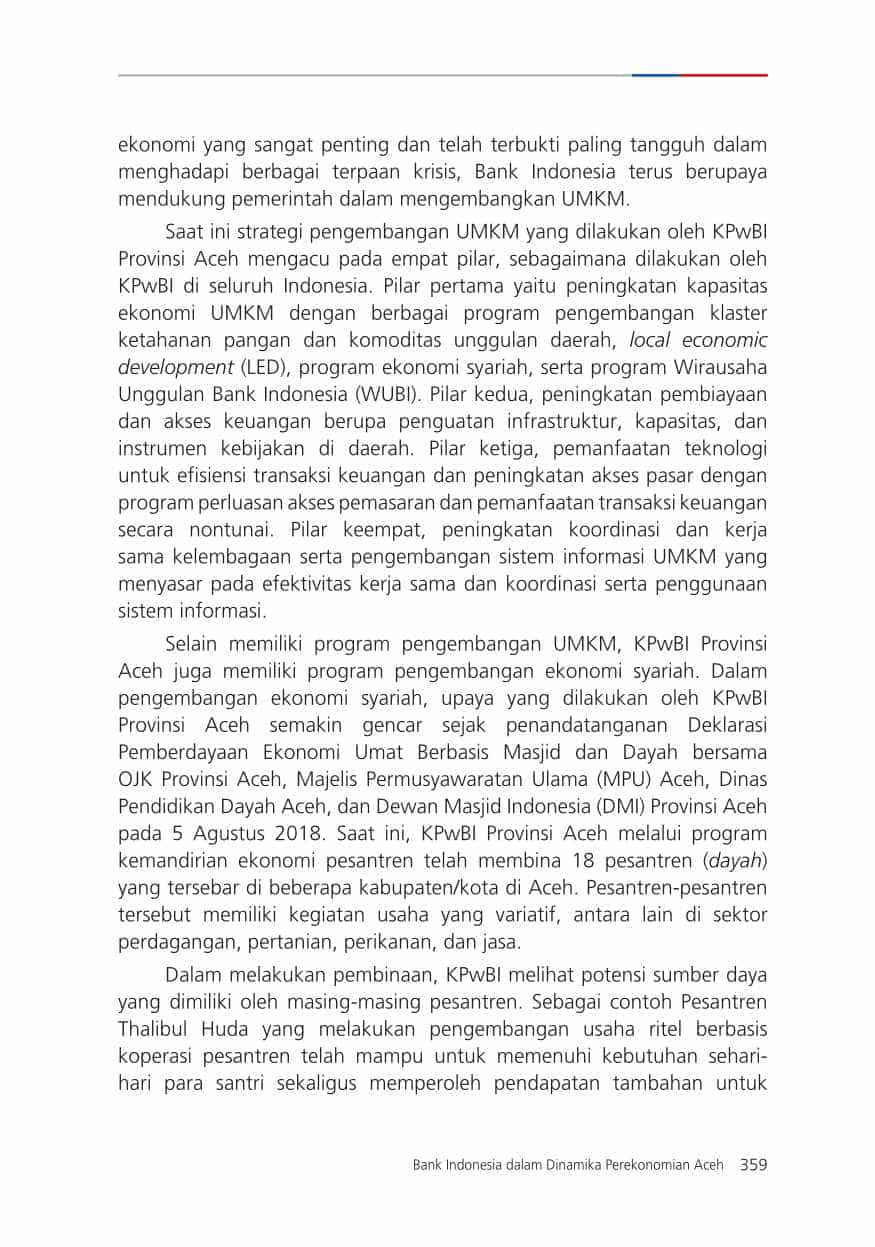 ekonomi yang sangat penting dan telah terbukti paling tangguh dalam
menghadapi berbagai terpaan krisis, Bank Indonesia terus berupaya
mendukung pemerintah dalam mengembangkan UMKM.
Saat ini strategi pengembangan UMKM yang dilakukan oleh KPwBI
Provinsi Aceh mengacu pada empat pilar, sebagaimana dilakukan oleh
KPwBI di seluruh Indonesia. Pilar pertama yaitu peningkatan kapasitas
ekonomi UMKM dengan berbagai program pengembangan klaster
ketahanan pangan dan komoditas unggulan daerah, local economic
development (LED), program ekonomi syariah, serta program Wirausaha
Unggulan Bank Indonesia (WUBI). Pilar kedua, peningkatan pembiayaan
dan akses keuangan berupa penguatan infrastruktur, kapasitas, dan
instrumen kebijakan di daerah. Pilar ketiga, pemanfaatan teknologi
untuk efisiensi transaksi keuangan dan peningkatan akses pasar dengan
program perluasan akses pemasaran dan pemanfaatan transaksi keuangan
secara nontunai. Pilar keempat, peningkatan koordinasi dan kerja
sama kelembagaan serta pengembangan sistem informasi UMKM yang
menyasar pada efektivitas kerja sama dan koordinasi serta penggunaan
sistem informasi.
Selain memiliki program pengembangan UMKM, KPwBI Provinsi
Aceh juga memiliki program pengembangan ekonomi syariah. Dalam
pengembangan ekonomi syariah, upaya yang dilakukan oleh KPwBI
Provinsi Aceh semakin gencar sejak penandatanganan Deklarasi
Pemberdayaan Ekonomi Umat Berbasis Masjid dan Dayah bersama
OJK Provinsi Aceh, Majelis Permusyawaratan Ulama (MPU) Aceh, Dinas
Pendidikan Dayah Aceh, dan Dewan Masjid Indonesia (DMI) Provinsi Aceh
pada 5 Agustus 2018. Saat ini, KPwBI Provinsi Aceh melalui program
kemandirian ekonomi pesantren telah membina 18 pesantren (dayah)
yang tersebar di beberapa kabupaten/kota di Aceh. Pesantren-pesantren
tersebut memiliki kegiatan usaha yang variatif, antara lain di sektor
perdagangan, pertanian, perikanan, dan jasa.
Dalam melakukan pembinaan, KPwBI melihat potensi sumber daya
yang dimiliki oleh masing-masing pesantren. Sebagai contoh Pesantren
Thalibul Huda yang melakukan pengembangan usaha ritel berbasis
koperasi pesantren telah mampu untuk memenuhi kebutuhan sehari-
hari para santri sekaligus memperoleh pendapatan tambahan untuk
Bank Indonesia dalam Dinamika Perekonomian Aceh 359